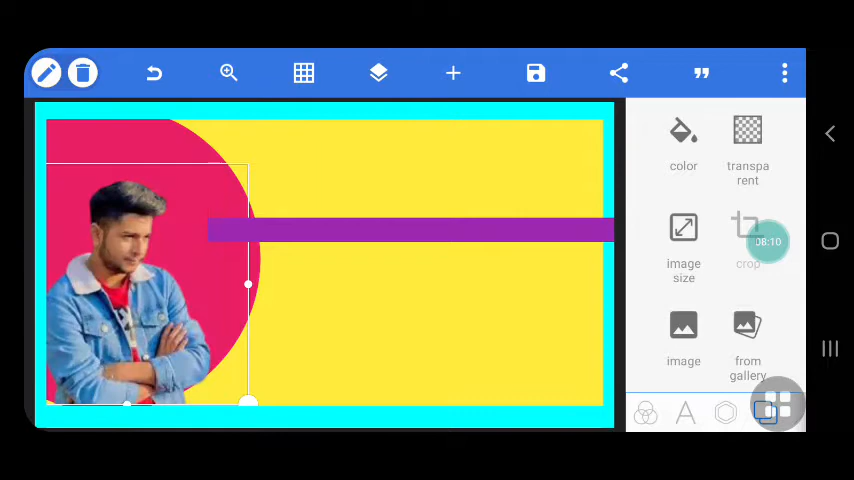 color
transpa
rent
08:10
image
size
crop
image
from
gallery